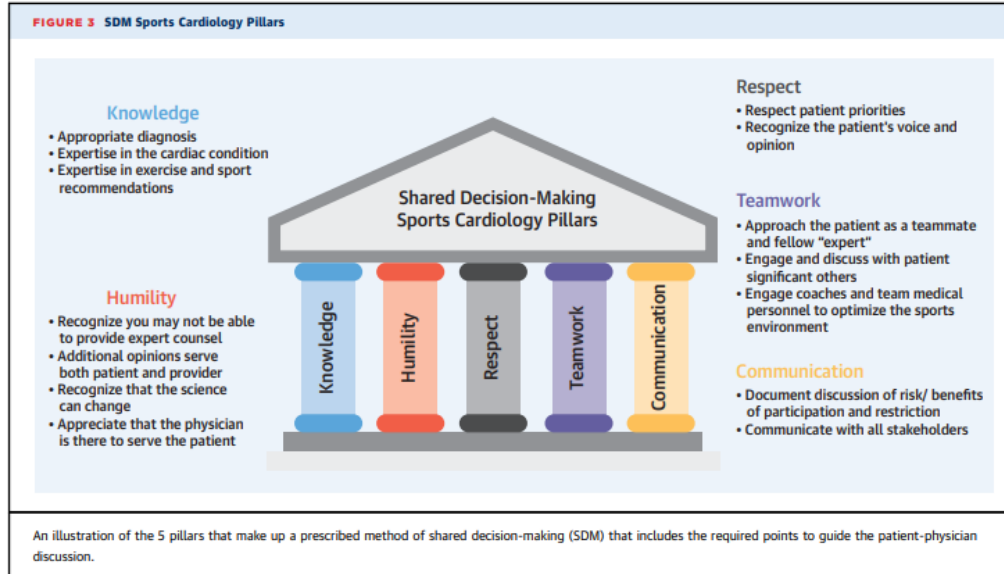 FIGURE 3 SDM Sports Cardiology Pillars
Knowledge
• Appropriate diagnosis
• Expertise in the cardiac condition
• Expertise in exercise and sport
recommendations
Humility
• Recognize you may not be able
to provide expert counsel
• Additional opinions serve
both patient and provider
• Recognize that the science
can change
• Appreciate that the physician
is there to serve the patient
Shared Decision-Making
Sports Cardiology Pillars
Knowledge
Humility
Respect
Teamwork
Communication
Respect
• Respect patient priorities
• Recognize the patient's voice and
opinion
Teamwork
• Approach the patient as a teammate
and fellow "expert"
• Engage and discuss with patient
significant others
• Engage coaches and team medical
personnel to optimize the sports
environment
Communication
• Document discussion of risk/ benefits
of participation and restriction
• Communicate with all stakeholders
An illustration of the 5 pillars that make up a prescribed method of shared decision-making (SDM) that includes the required points to guide the patient-physician
discussion.